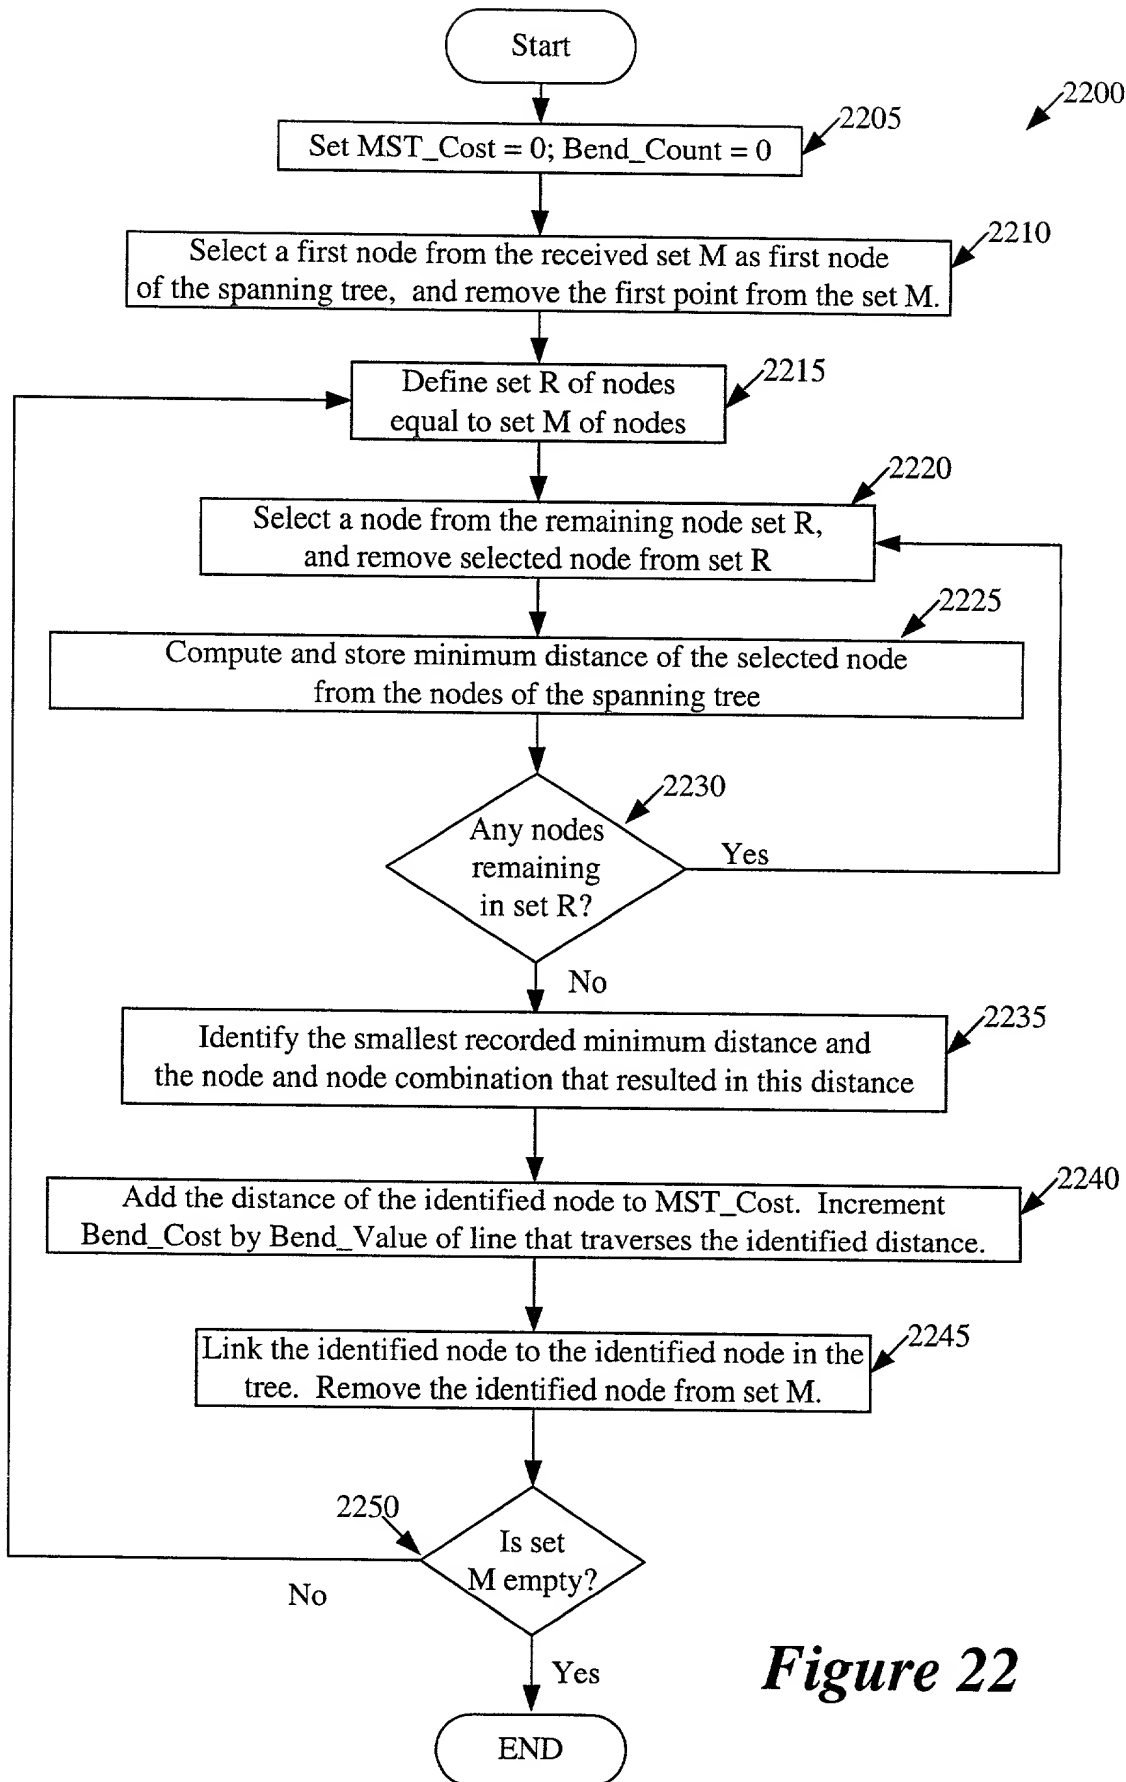 Start
2200
2205
Set MST_Cost = 0; Bend_Count = 0
2210
Select a first node from the received set M as first node
of the spanning tree, and remove the first point from the set M.
2215
Define set R of nodes
equal to set M of nodes
2220
Select a node from the remaining node set R,
and remove selected node from set R
2225
Compute and store minimum distance of the selected node
from the nodes of the spanning tree
2230
Any nodes
remaining
in set R?
Yes
No
2235
Identify the smallest recorded minimum distance and
the node and node combination that resulted in this distance
2240
Add the distance of the identified node to MST_Cost. Increment
Bend_Cost by Bend_Value of line that traverses the identified distance.
2245
Link the identified node to the identified node in the
tree. Remove the identified node from set M.
2250
Is set
M empty?
No
Yes
Figure 22
END